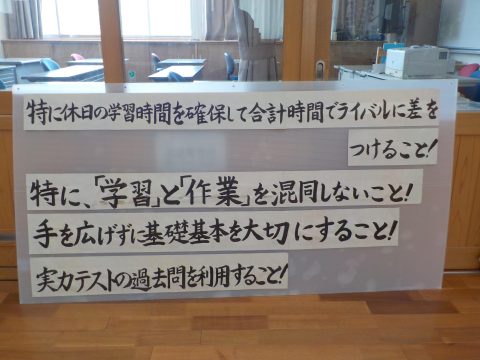 特に休日の学習時間を確保して合計時間でライバルに差を
つけること!
特に、「学習」と「作業」を混同しないこと!
手を広げずに基礎基本を大切にすること!
実力テストの過去問を利用すること!